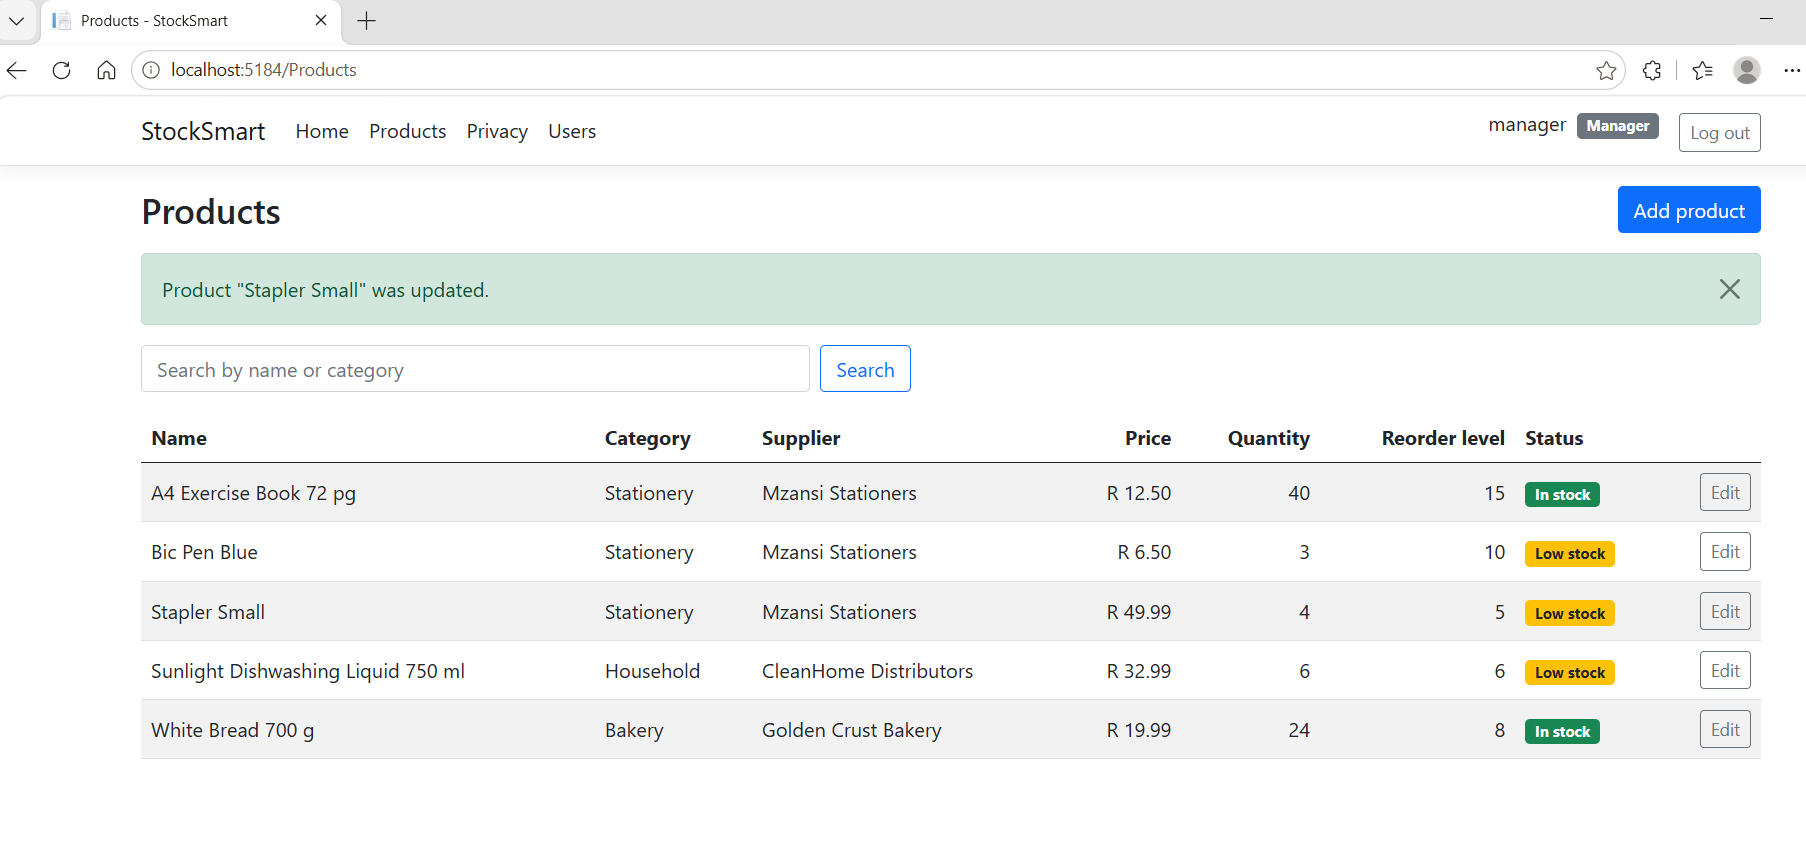 Products - StockSmart
localhost:5184/Products
StockSmart Home Products Privacy Users manager Manager Log out
Products Add product
Product "Stapler Small" was updated.
Search by name or category Search
Name Category Supplier Price Quantity Reorder level Status
A4 Exercise Book 72 pg Stationery Mzansi Stationers R 12.50 40 15 In stock Edit
Bic Pen Blue Stationery Mzansi Stationers R 6.50 3 10 Low stock Edit
Stapler Small Stationery Mzansi Stationers R 49.99 4 5 Low stock Edit
Sunlight Dishwashing Liquid 750 ml Household CleanHome Distributors R 32.99 6 6 Low stock Edit
White Bread 700 g Bakery Golden Crust Bakery R 19.99 24 8 In stock Edit